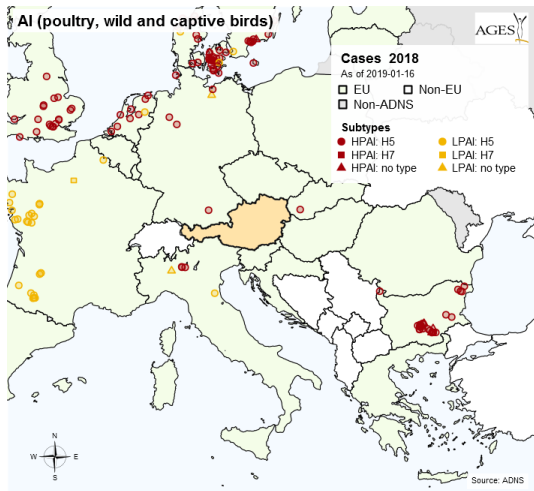 AI (poultry, wild and captive birds)
AGES
Cases 2018
As of 2019-01-16
EU
Non-EU
Non-ADNS
Subtypes
HPAI: H5
LPAI: H5
HPAI: H7
LPAI: H7
HPAI: no type
LPAI: no type
N
W
E
S
Source: ADNS